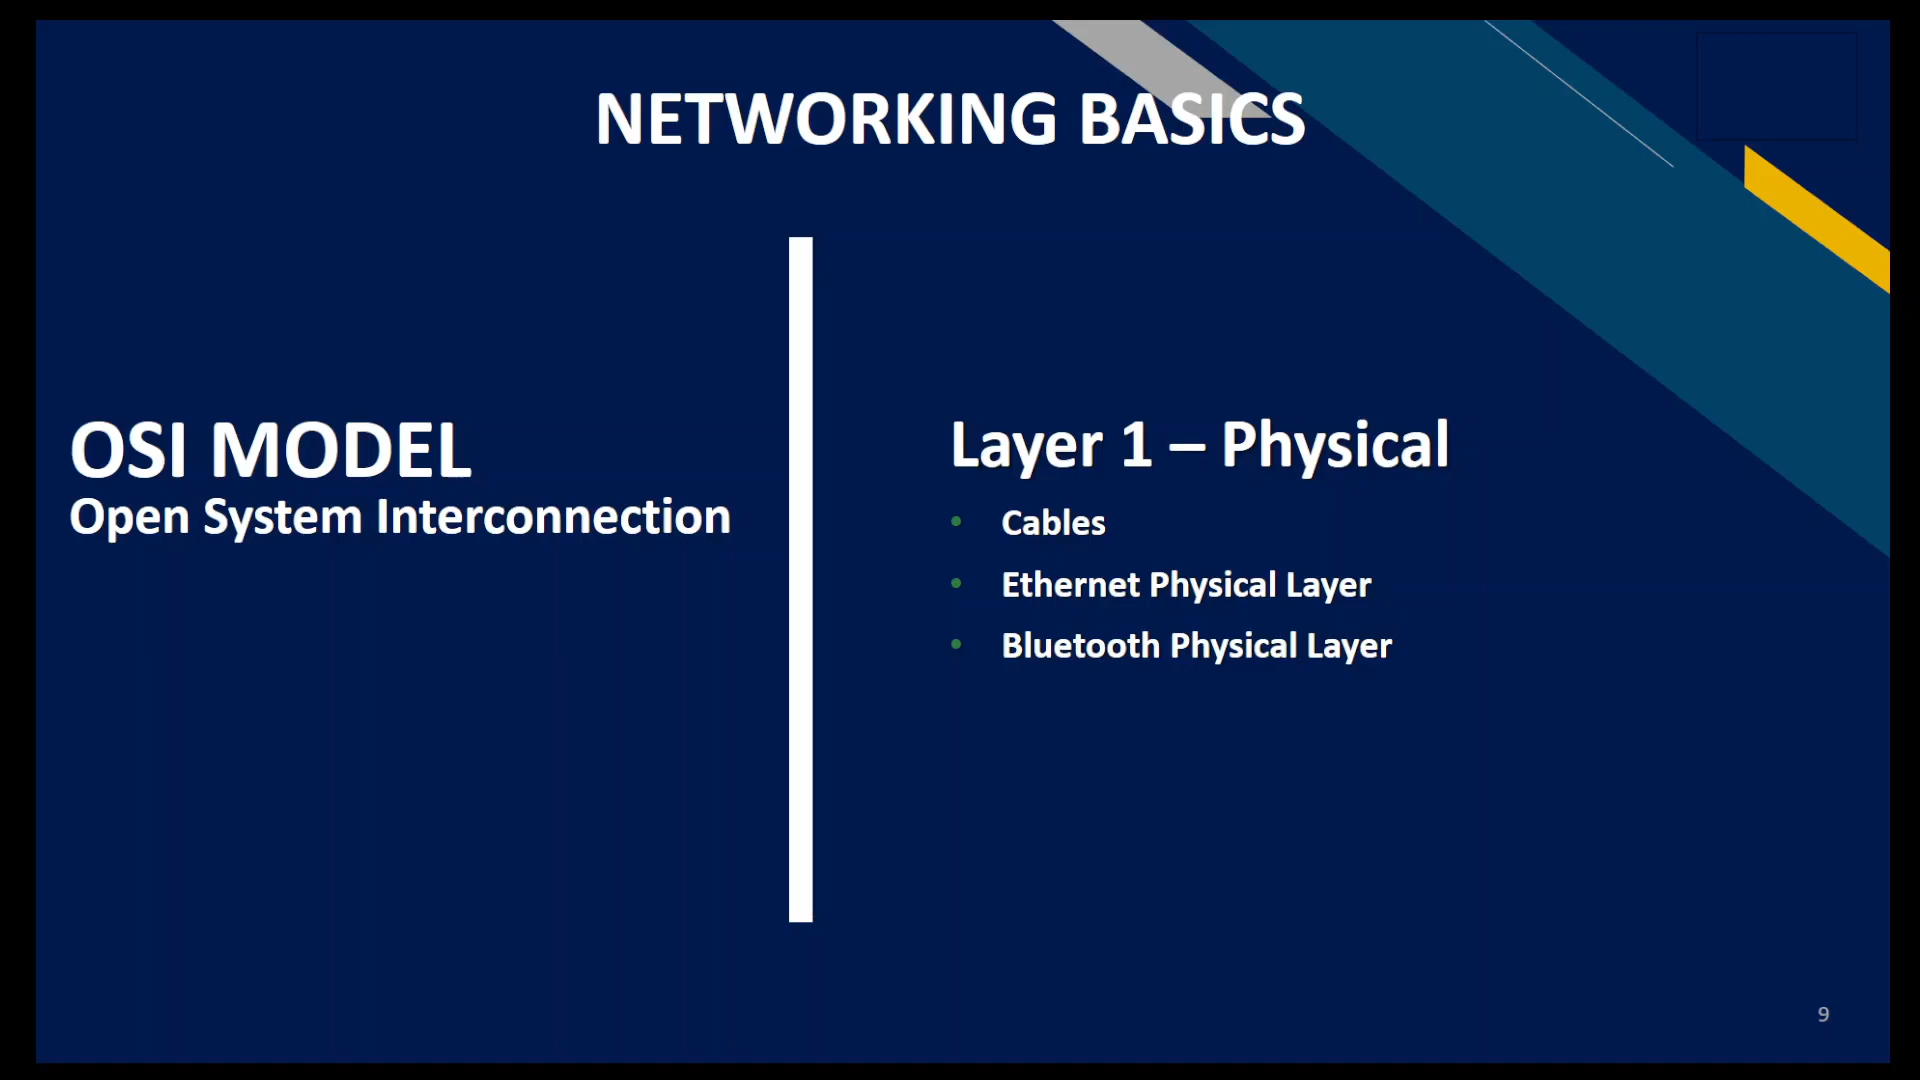 NETWORKING BASICS
OSI MODEL
Open System Interconnection
Layer 1 – Physical
• Cables
• Ethernet Physical Layer
• Bluetooth Physical Layer
9